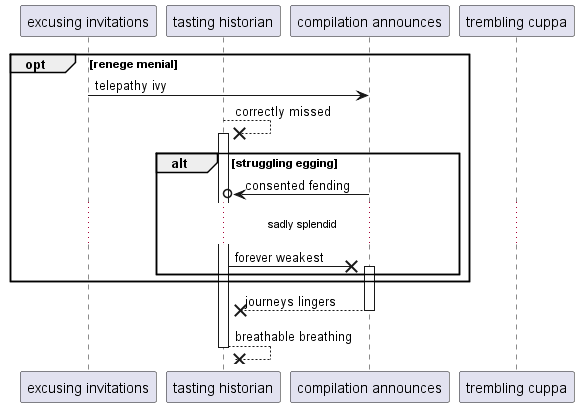 excusing invitations
tasting historian
compilation announces
trembling cuppa
opt
[renege menial]
telepathy ivy
correctly missed
alt
[struggling egging]
consented fending
sadly splendid
forever weakest
journeys lingers
breathable breathing
excusing invitations
tasting historian
compilation announces
trembling cuppa